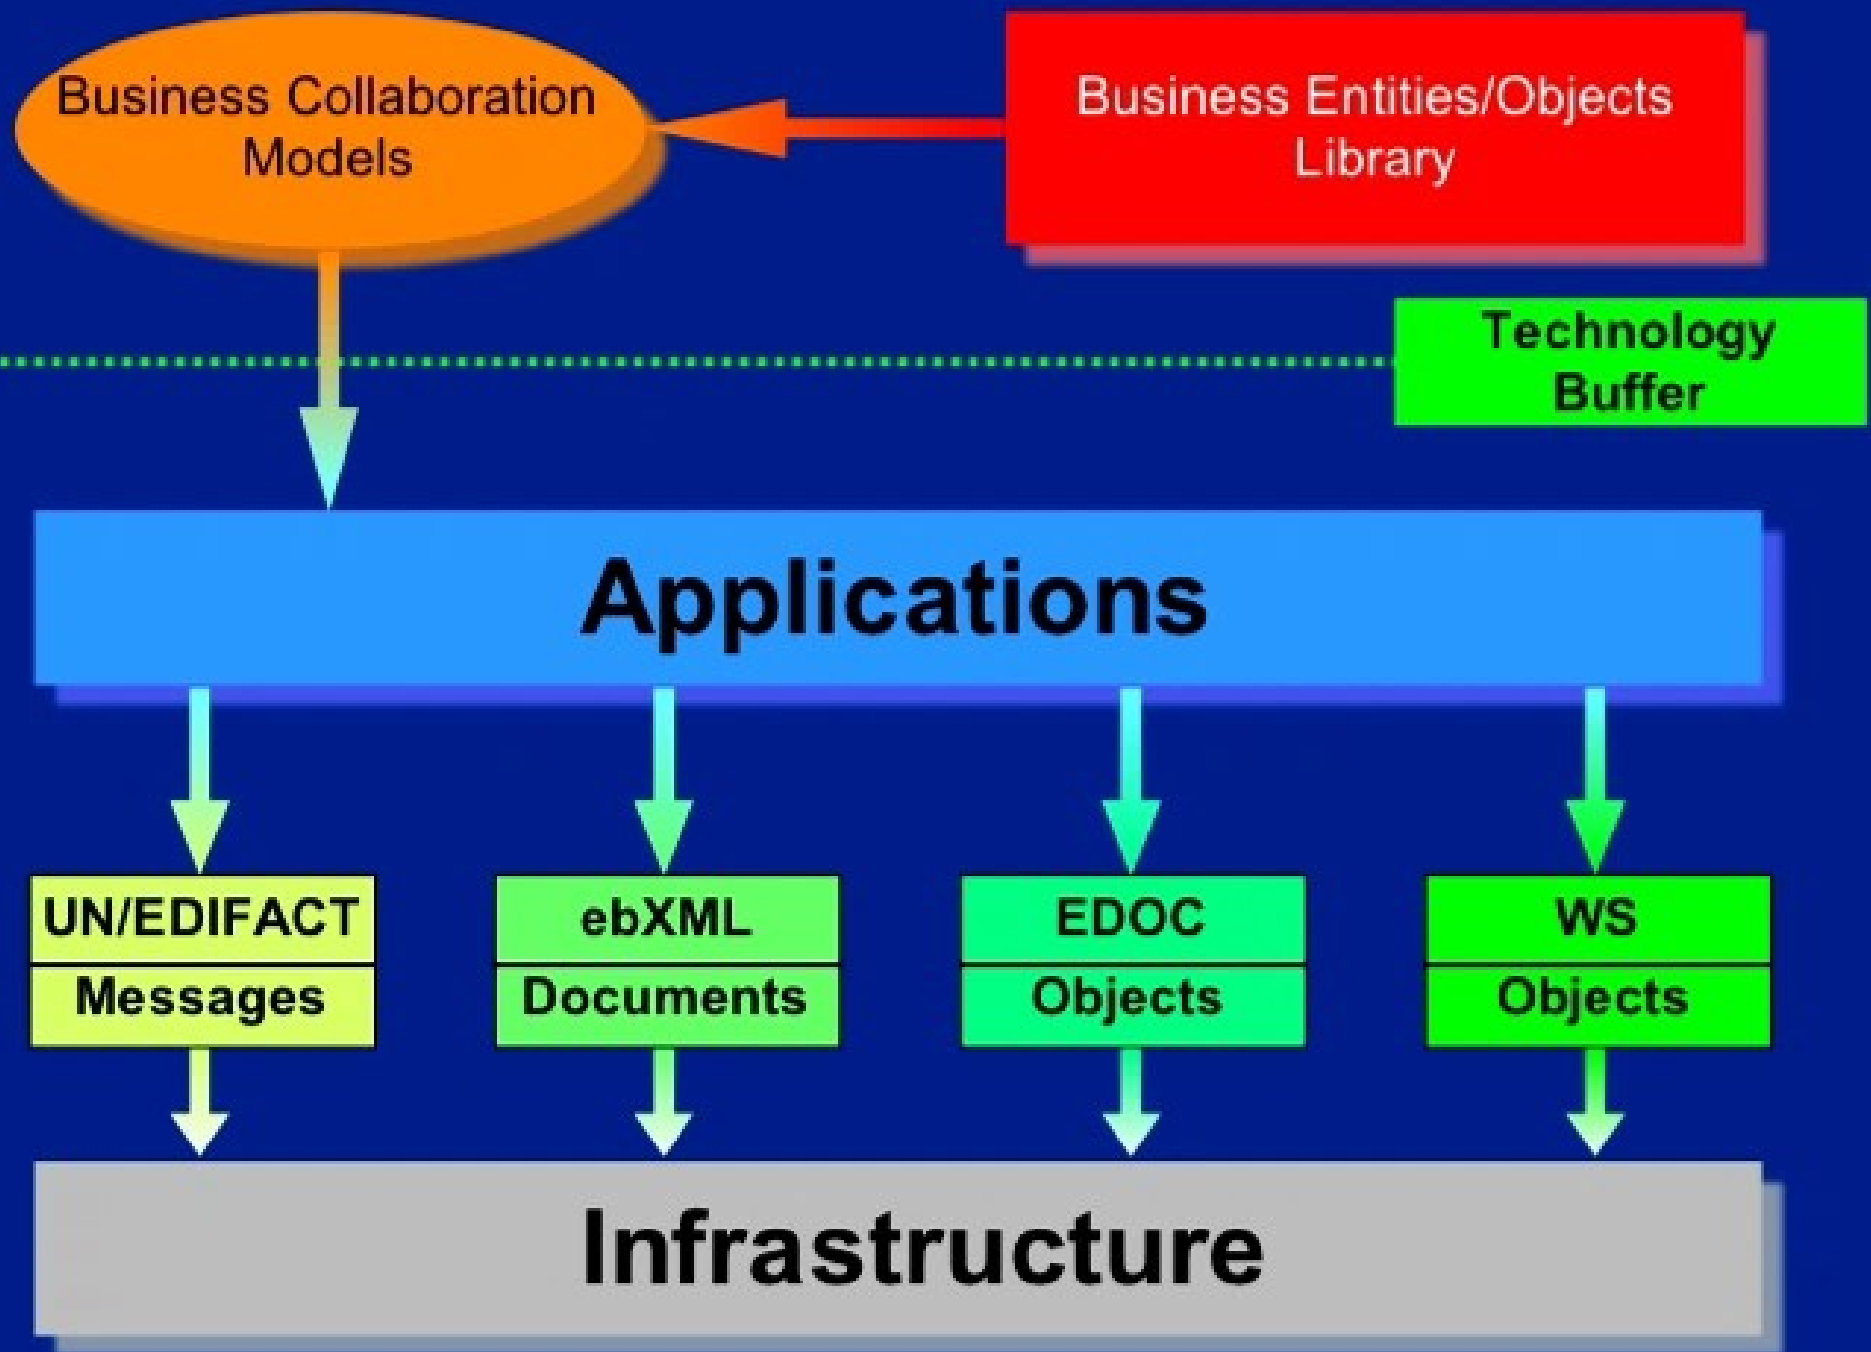 Business Collaboration
Models
Business Entities/Objects
Library
Technology
Buffer
Applications
UN/EDIFACT
Messages
ebXML
Documents
EDOC
Objects
WS
Objects
Infrastructure